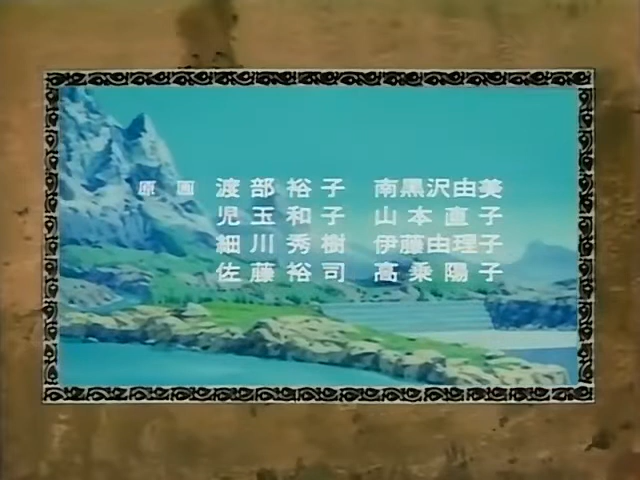 原画 渡部裕子 南黒沢由美
児玉和子 山本直子
細川秀樹 伊藤由理子
佐藤裕司 高乗陽子